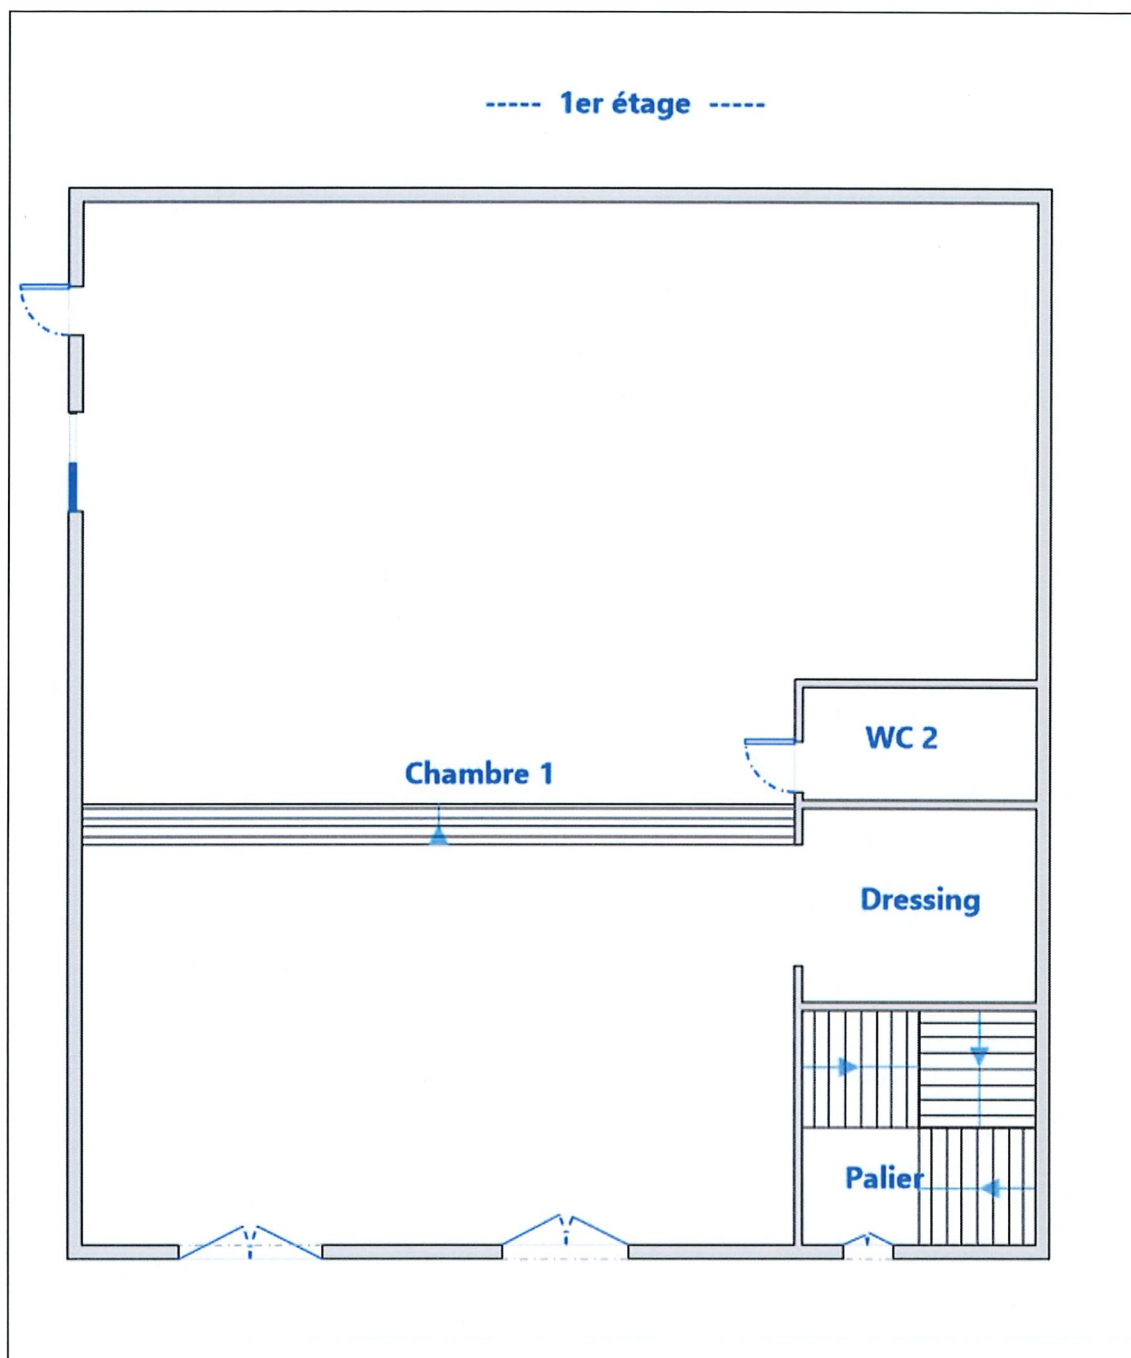 ----- 1er étage -----
WC 2
Chambre 1
Dressing
Palier